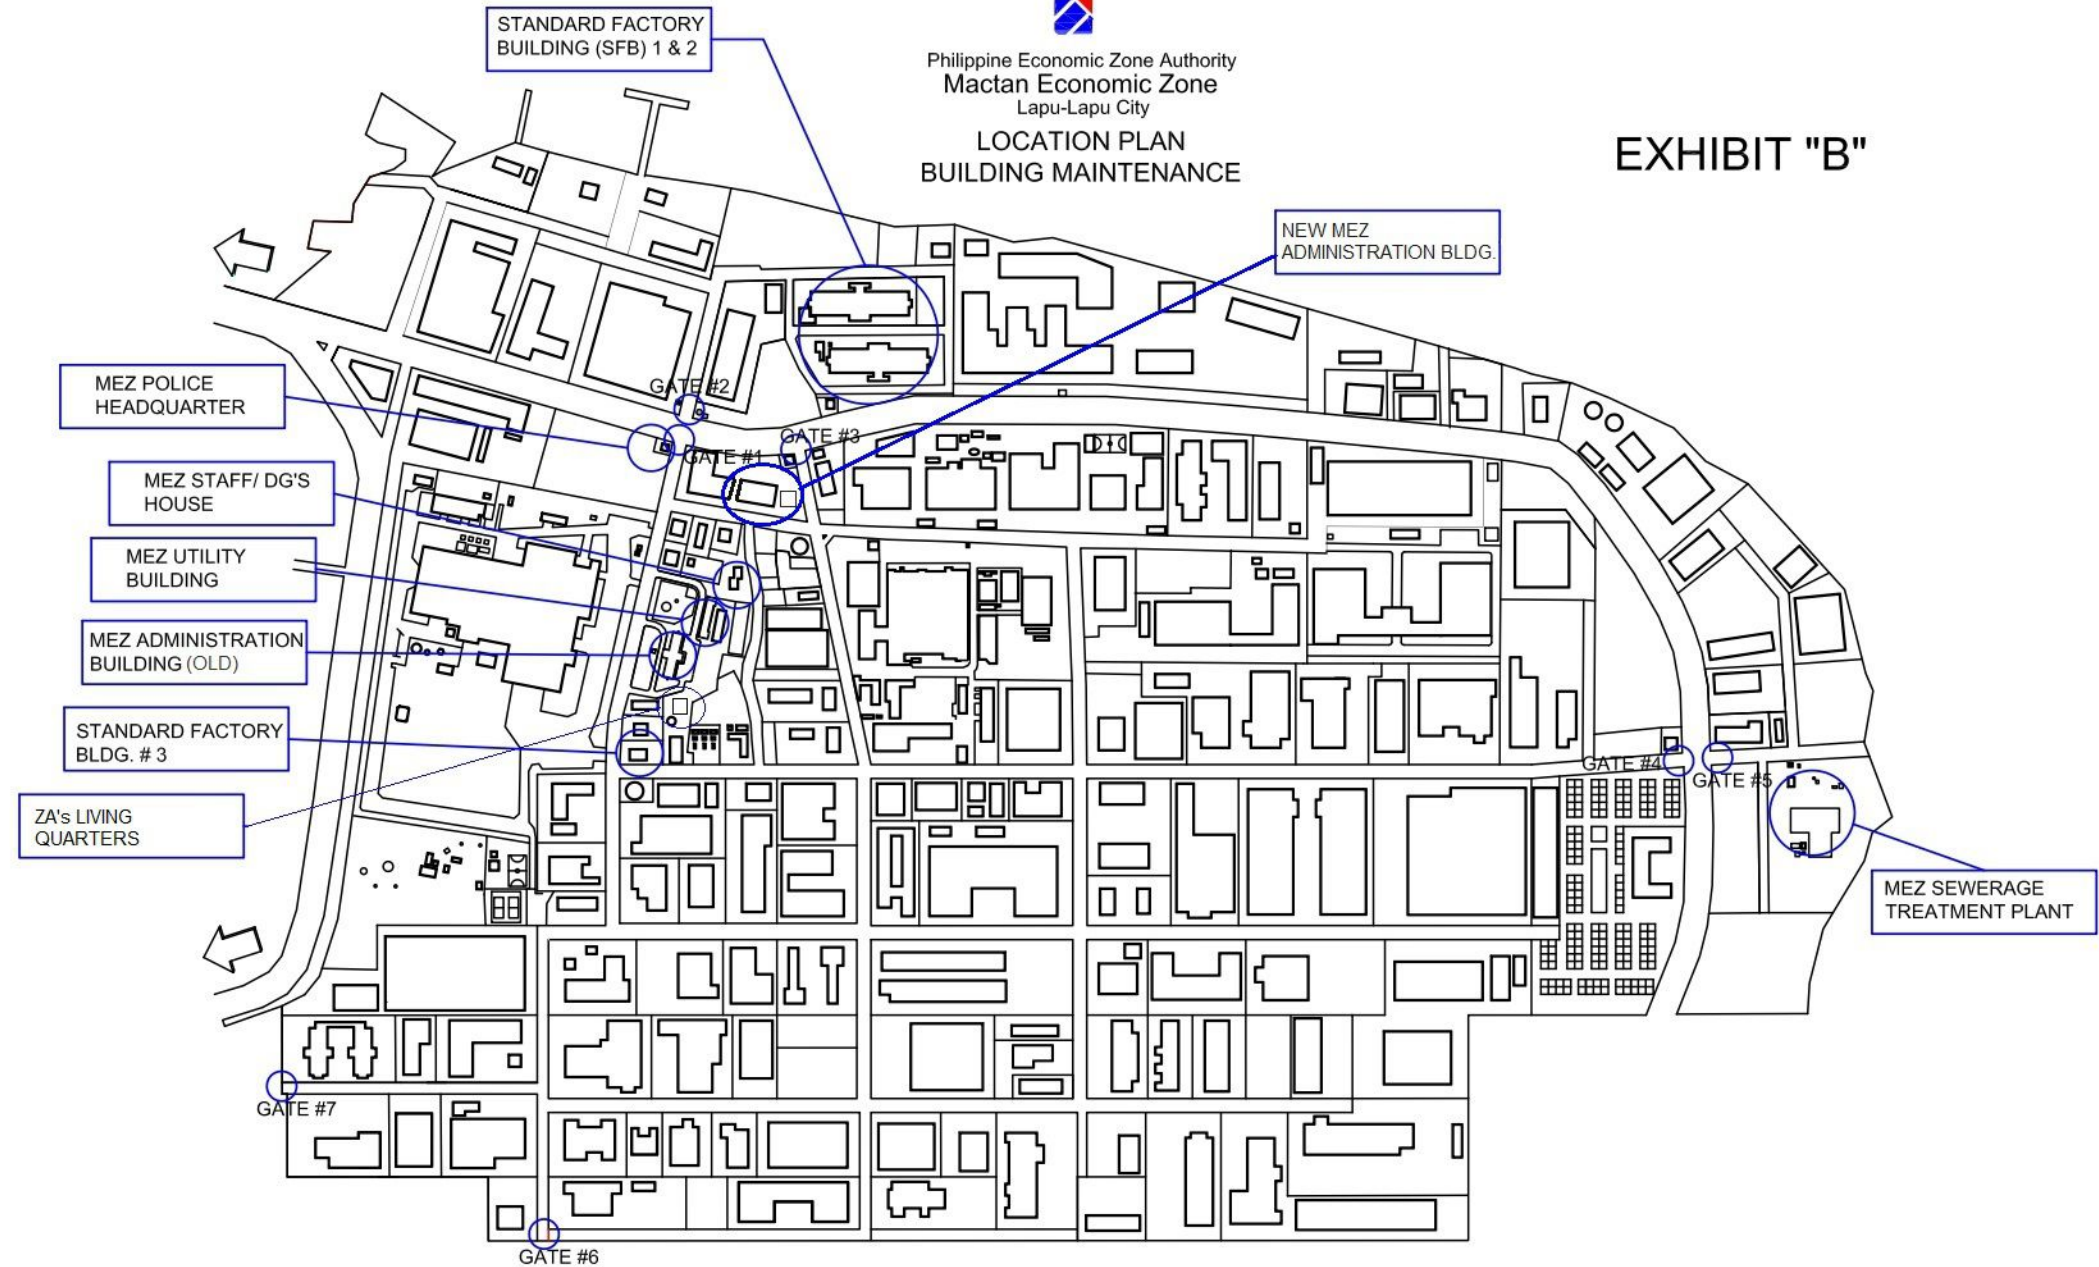 STANDARD FACTORY
BUILDING (SFB) 1 & 2
Philippine Economic Zone Authority
Mactan Economic Zone
Lapu-Lapu City
LOCATION PLAN
BUILDING MAINTENANCE
EXHIBIT "B"
NEW MEZ
ADMINISTRATION BLDG.
MEZ POLICE
HEADQUARTER
GATE #2
GATE #3
GATE #1
MEZ STAFF/ DG'S
HOUSE
MEZ UTILITY
BUILDING
MEZ ADMINISTRATION
BUILDING (OLD)
STANDARD FACTORY
BLDG. # 3
ZA's LIVING
QUARTERS
GATE #4
GATE #5
MEZ SEWERAGE
TREATMENT PLANT
GATE #7
GATE #6